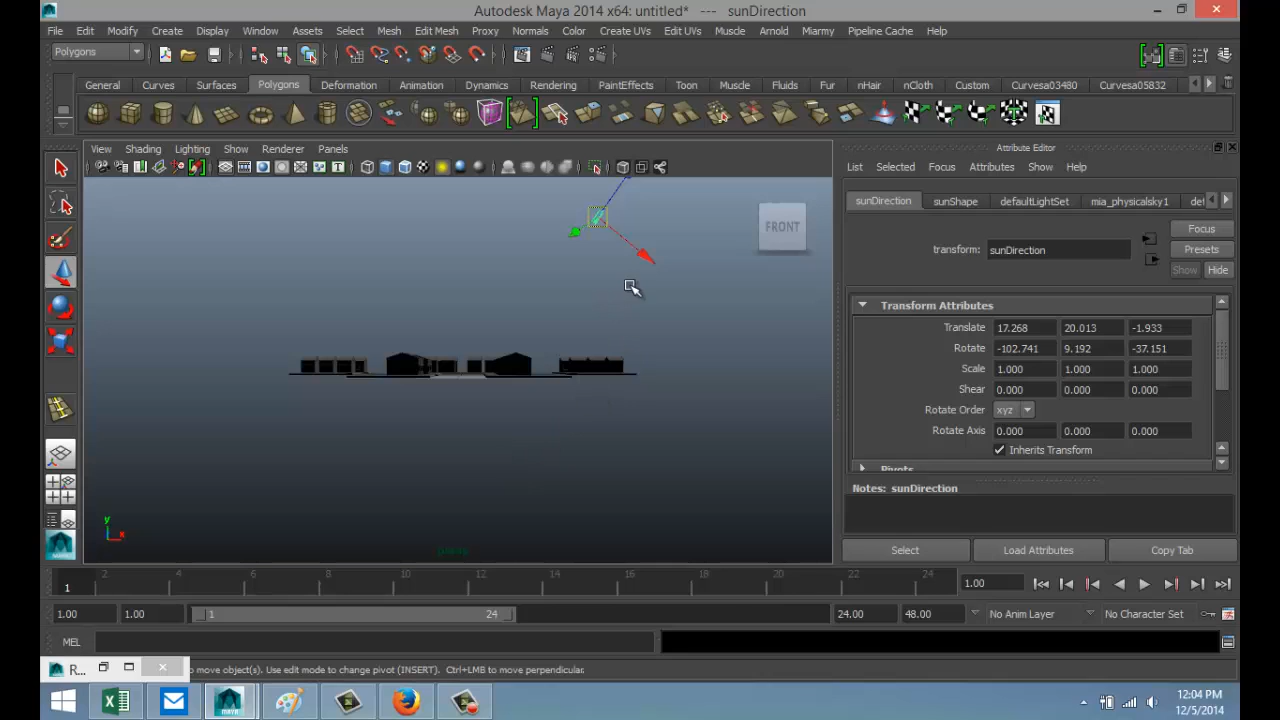 Autodesk Maya 2014 x64: untitled* --- sunDirection
File Edit Modify Create Display Window Assets Select Mesh Edit Mesh Proxy Normals Color Create UVs Edit UVs Muscle Arnold Miarmy Pipeline Cache Help
Polygons
General Curves Surfaces Polygons Deformation Animation Dynamics Rendering PaintEffects Toon Muscle Fluids Fur nHair nCloth Custom Curvesa03480 Curvesa05832
View Shading Lighting Show Renderer Panels
FRONT
y
x
Attribute Editor
List Selected Focus Attributes Show Help
sunDirection sunShape defaultLightSet mia_physicalsky1 def
transform: sunDirection
Focus
Presets
Show Hide
Transform Attributes
Translate 17.268 20.013 -1.933
Rotate -102.741 9.192 -37.151
Scale 1.000 1.000 1.000
Shear 0.000 0.000 0.000
Rotate Order xyz
Rotate Axis 0.000 0.000 0.000
Inherits Transform
Pivots
Notes: sunDirection
Select Load Attributes Copy Tab
1 2 4 6 8 10 12 14 16 18 20 22 24 1.00
1.00 1.00 1 24 24.00 48.00 No Anim Layer No Character Set
MEL
R... to move object(s). Use edit mode to change pivot (INSERT). Ctrl+LMB to move perpendicular.
12:04 PM
12/5/2014